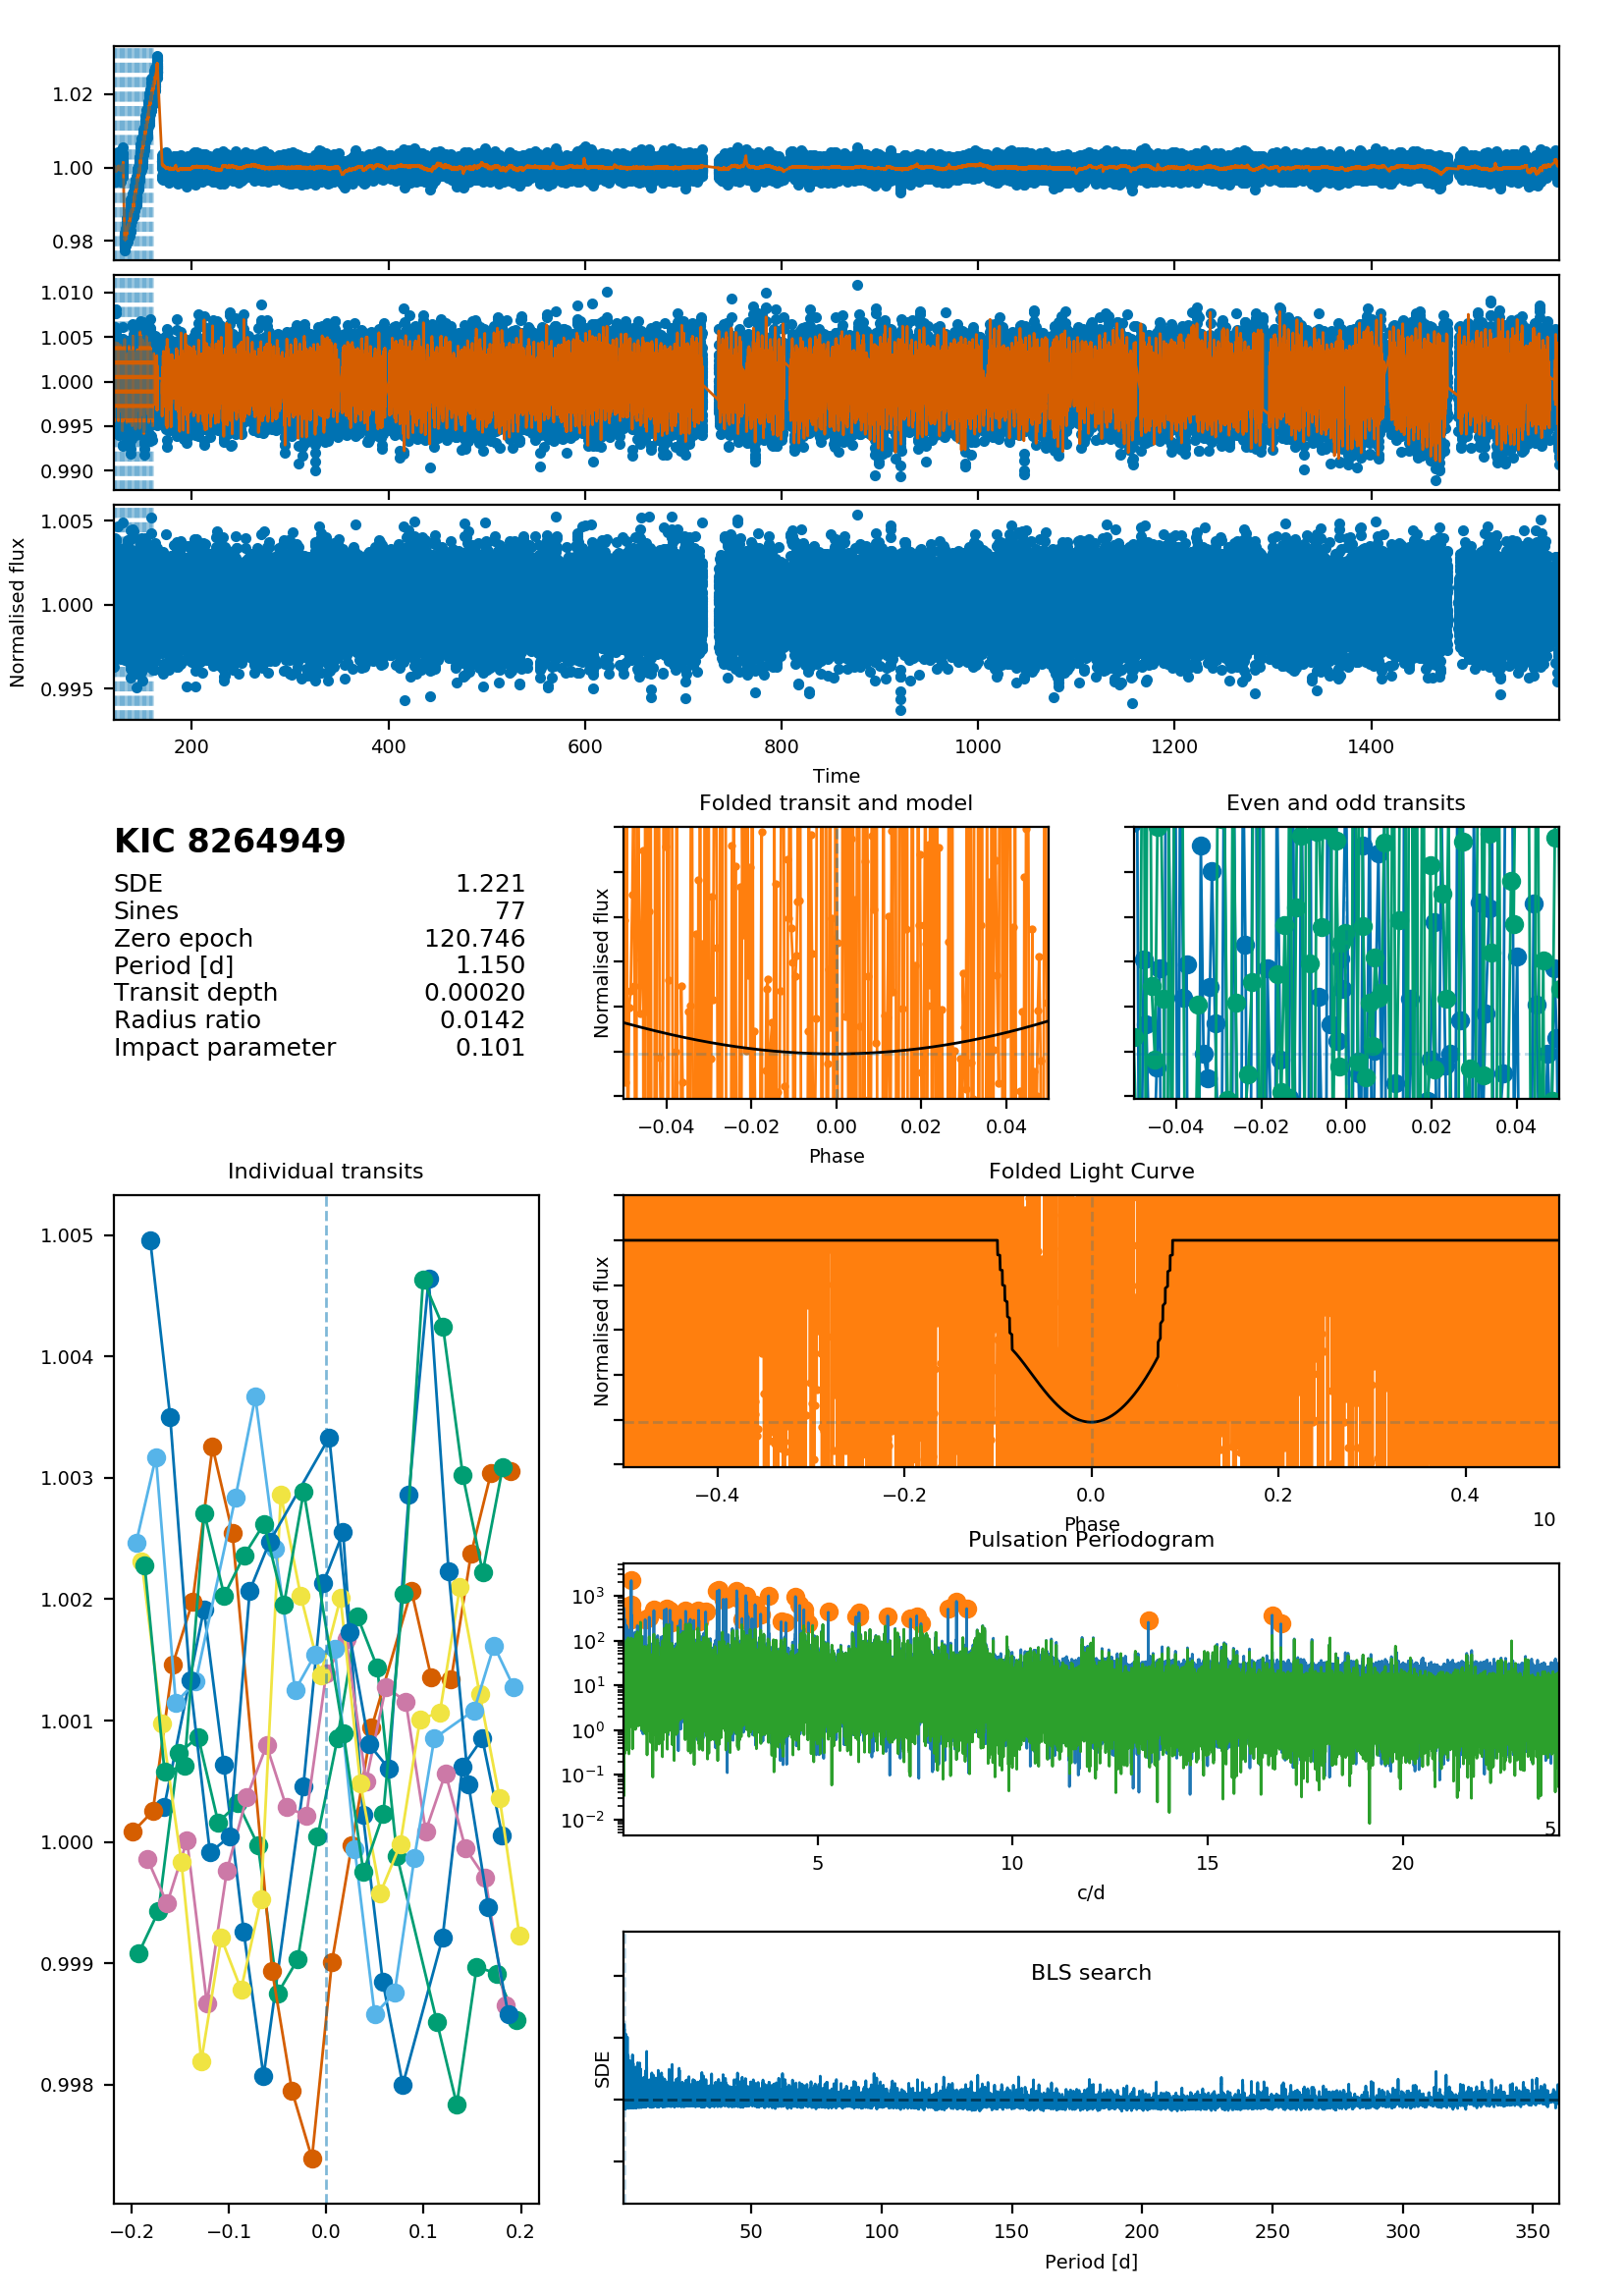 1.02
1.00
0.98
1.010
1.005
1.000
0.995
0.990
1.005
1.000
0.995
Normalised flux
200 400 600 800 1000 1200 1400
Time
KIC 8264949
SDE 1.221
Sines 77
Zero epoch 120.746
Period [d] 1.150
Transit depth 0.00020
Radius ratio 0.0142
Impact parameter 0.101
Folded transit and model
Normalised flux
−0.04 −0.02 0.00 0.02 0.04
Phase
Even and odd transits
−0.04 −0.02 0.00 0.02 0.04
Individual transits
1.005
1.004
1.003
1.002
1.001
1.000
0.999
0.998
−0.2 −0.1 0.0 0.1 0.2
Folded Light Curve
Normalised flux
−0.4 −0.2 0.0 0.2 0.4
Phase
10
Pulsation Periodogram
10³
10²
10¹
10⁰
10⁻¹
10⁻²
5
5 10 15 20
c/d
BLS search
SDE
50 100 150 200 250 300 350
Period [d]